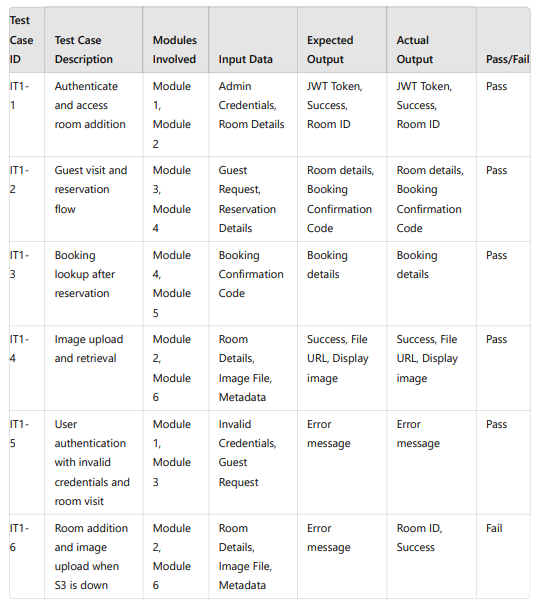 Test Case ID | Test Case Description | Modules Involved | Input Data | Expected Output | Actual Output | Pass/Fail
IT1-1 | Authenticate and access room addition | Module 1, Module 2 | Admin Credentials, Room Details | JWT Token, Success, Room ID | JWT Token, Success, Room ID | Pass
IT1-2 | Guest visit and reservation flow | Module 3, Module 4 | Guest Request, Reservation Details | Room details, Booking Confirmation Code | Room details, Booking Confirmation Code | Pass
IT1-3 | Booking lookup after reservation | Module 4, Module 5 | Booking Confirmation Code | Booking details | Booking details | Pass
IT1-4 | Image upload and retrieval | Module 2, Module 6 | Room Details, Image File, Metadata | Success, File URL, Display image | Success, File URL, Display image | Pass
IT1-5 | User authentication with invalid credentials and room visit | Module 1, Module 3 | Invalid Credentials, Guest Request | Error message | Error message | Pass
IT1-6 | Room addition and image upload when S3 is down | Module 2, Module 6 | Room Details, Image File, Metadata | Error message | Room ID, Success | Fail